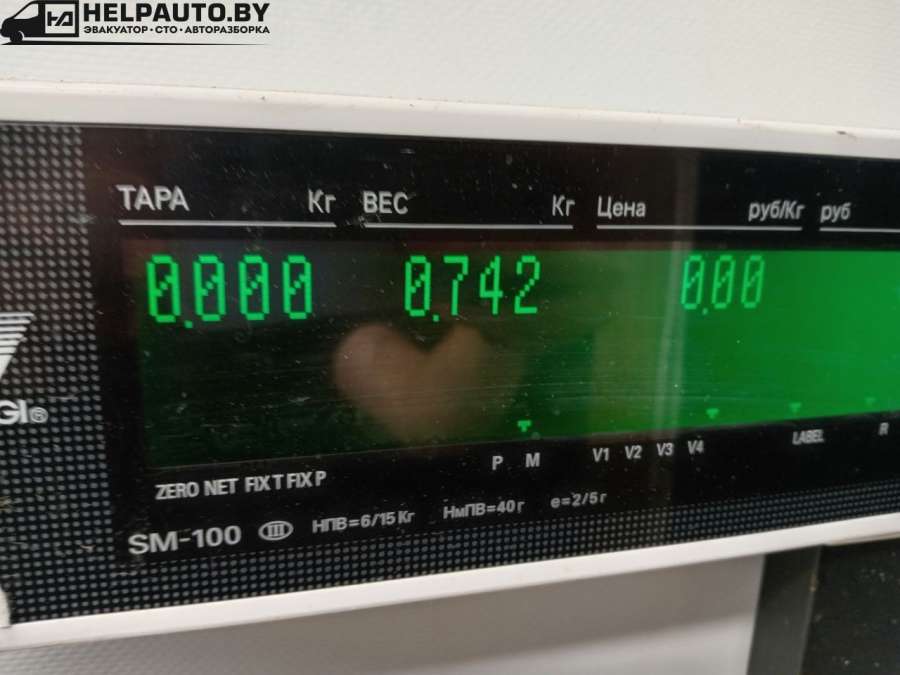 HELPAUTO.BY
ЭВАКУАТОР · СТО · АВТОРАЗБОРКА
ТАРА Кг ВЕС Кг Цена руб/Кг руб
0.000 0.742 0.00
GI®
P M V1 V2 V3 V4 LABEL R
ZERO NET FIX T FIX P
SM-100 III НПВ=6/15 Кг НмПВ=40 г e=2/5 г